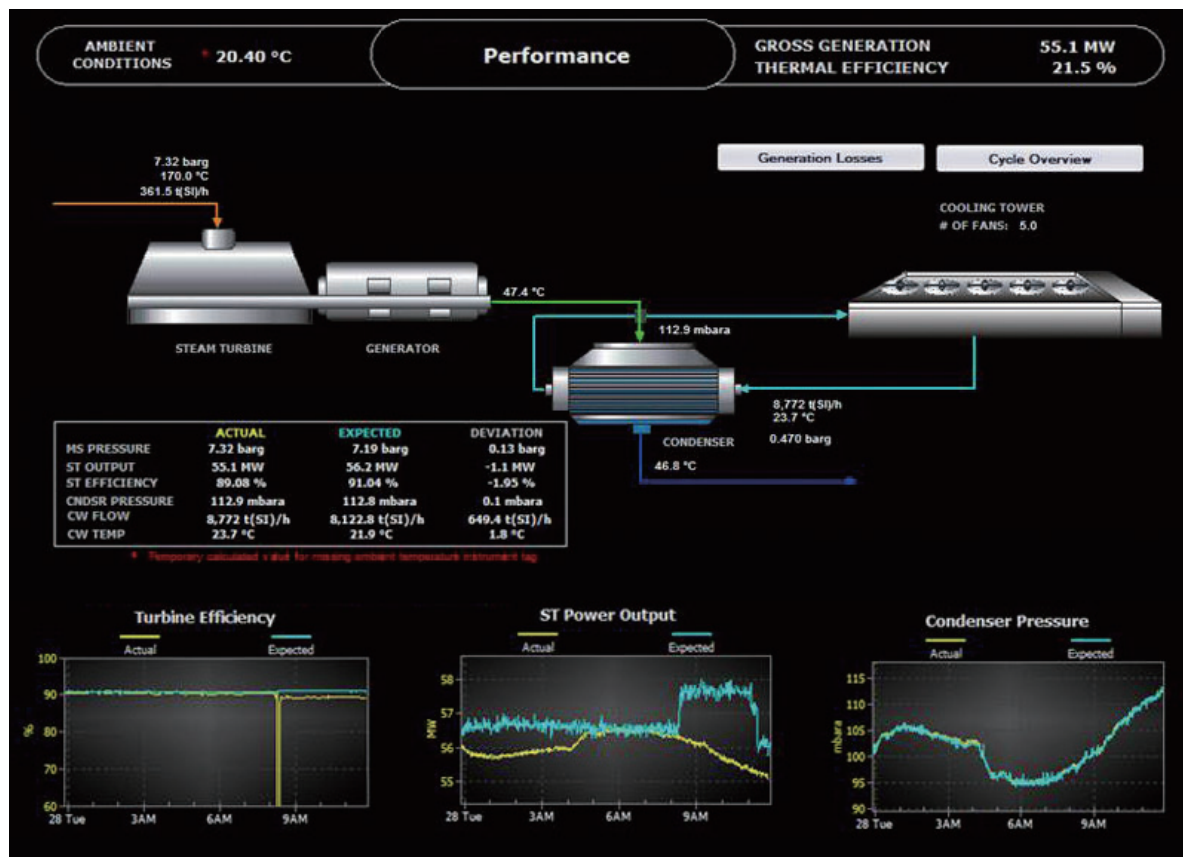 AMBIENT
CONDITIONS
* 20.40 °C
Performance
GROSS GENERATION 55.1 MW
THERMAL EFFICIENCY 21.5 %
Generation Losses
Cycle Overview
7.32 barg
170.0 °C
361.5 t(SI)/h
COOLING TOWER
# OF FANS: 5.0
47.4 °C
112.9 mbara
STEAM TURBINE
GENERATOR
8,772 t(SI)/h
23.7 °C
0.470 barg
CONDENSER
46.8 °C
ACTUAL EXPECTED DEVIATION
MS PRESSURE 7.32 barg 7.19 barg 0.13 barg
ST OUTPUT 55.1 MW 56.2 MW -1.1 MW
ST EFFICIENCY 89.08 % 91.04 % -1.95 %
CNDSR PRESSURE 112.9 mbara 112.8 mbara 0.1 mbara
CW FLOW 8,772 t(SI)/h 8,122.8 t(SI)/h 649.4 t(SI)/h
CW TEMP 23.7 °C 21.9 °C 1.8 °C
* Temporary calculated value for missing ambient temperature instrument tag
Turbine Efficiency
Actual Expected
100
90
80
70
60
%
28 Tue 3AM 6AM 9AM
ST Power Output
Actual Expected
58
57
56
55
MW
28 Tue 3AM 6AM 9AM
Condenser Pressure
Actual Expected
115
110
105
100
95
90
mbara
28 Tue 3AM 6AM 9AM